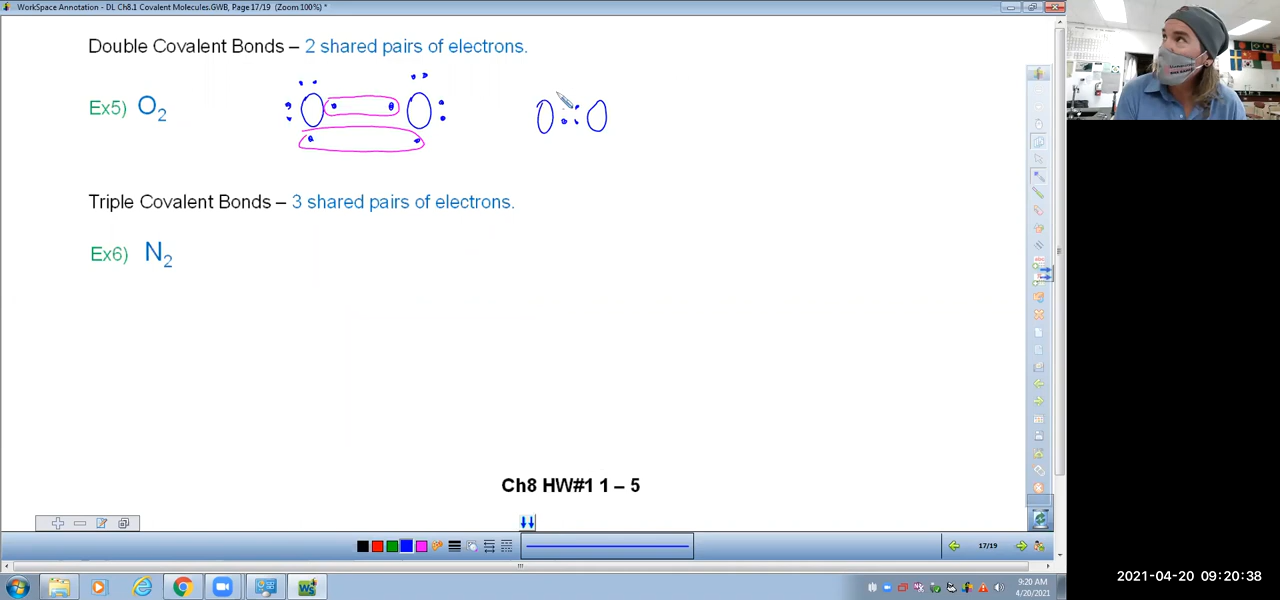 WorkSpace Annotation - DL Ch8.1 Covalent Molecules.GWB, Page 17/19 (Zoom 100%) *
Double Covalent Bonds – 2 shared pairs of electrons.
Ex5) O2
O O
O O
Triple Covalent Bonds – 3 shared pairs of electrons.
Ex6) N2
Ch8 HW#1 1 – 5
17/19
9:20 AM
4/20/2021
2021-04-20 09:20:38